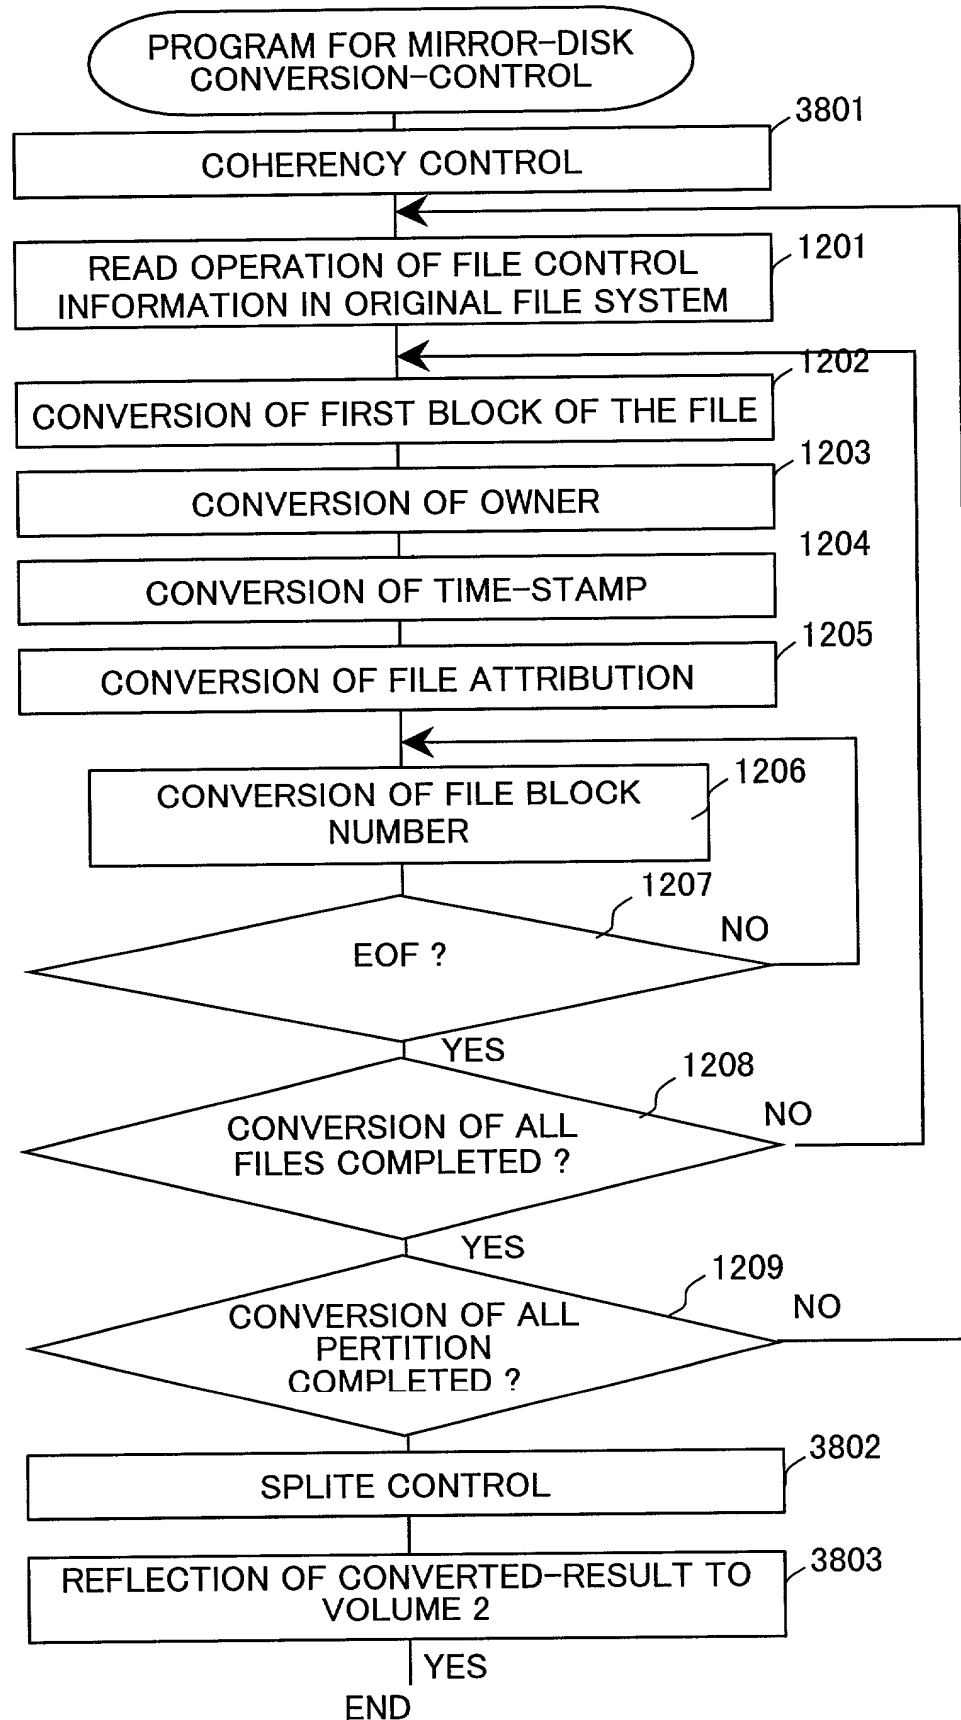 PROGRAM FOR MIRROR-DISK
CONVERSION-CONTROL
3801
COHERENCY CONTROL
1201
READ OPERATION OF FILE CONTROL
INFORMATION IN ORIGINAL FILE SYSTEM
1202
CONVERSION OF FIRST BLOCK OF THE FILE
1203
CONVERSION OF OWNER
1204
CONVERSION OF TIME-STAMP
1205
CONVERSION OF FILE ATTRIBUTION
1206
CONVERSION OF FILE BLOCK
NUMBER
1207
NO
EOF ?
YES
1208
NO
CONVERSION OF ALL
FILES COMPLETED ?
YES
1209
NO
CONVERSION OF ALL
PERTITION
COMPLETED ?
3802
SPLITE CONTROL
3803
REFLECTION OF CONVERTED-RESULT TO
VOLUME 2
YES
END